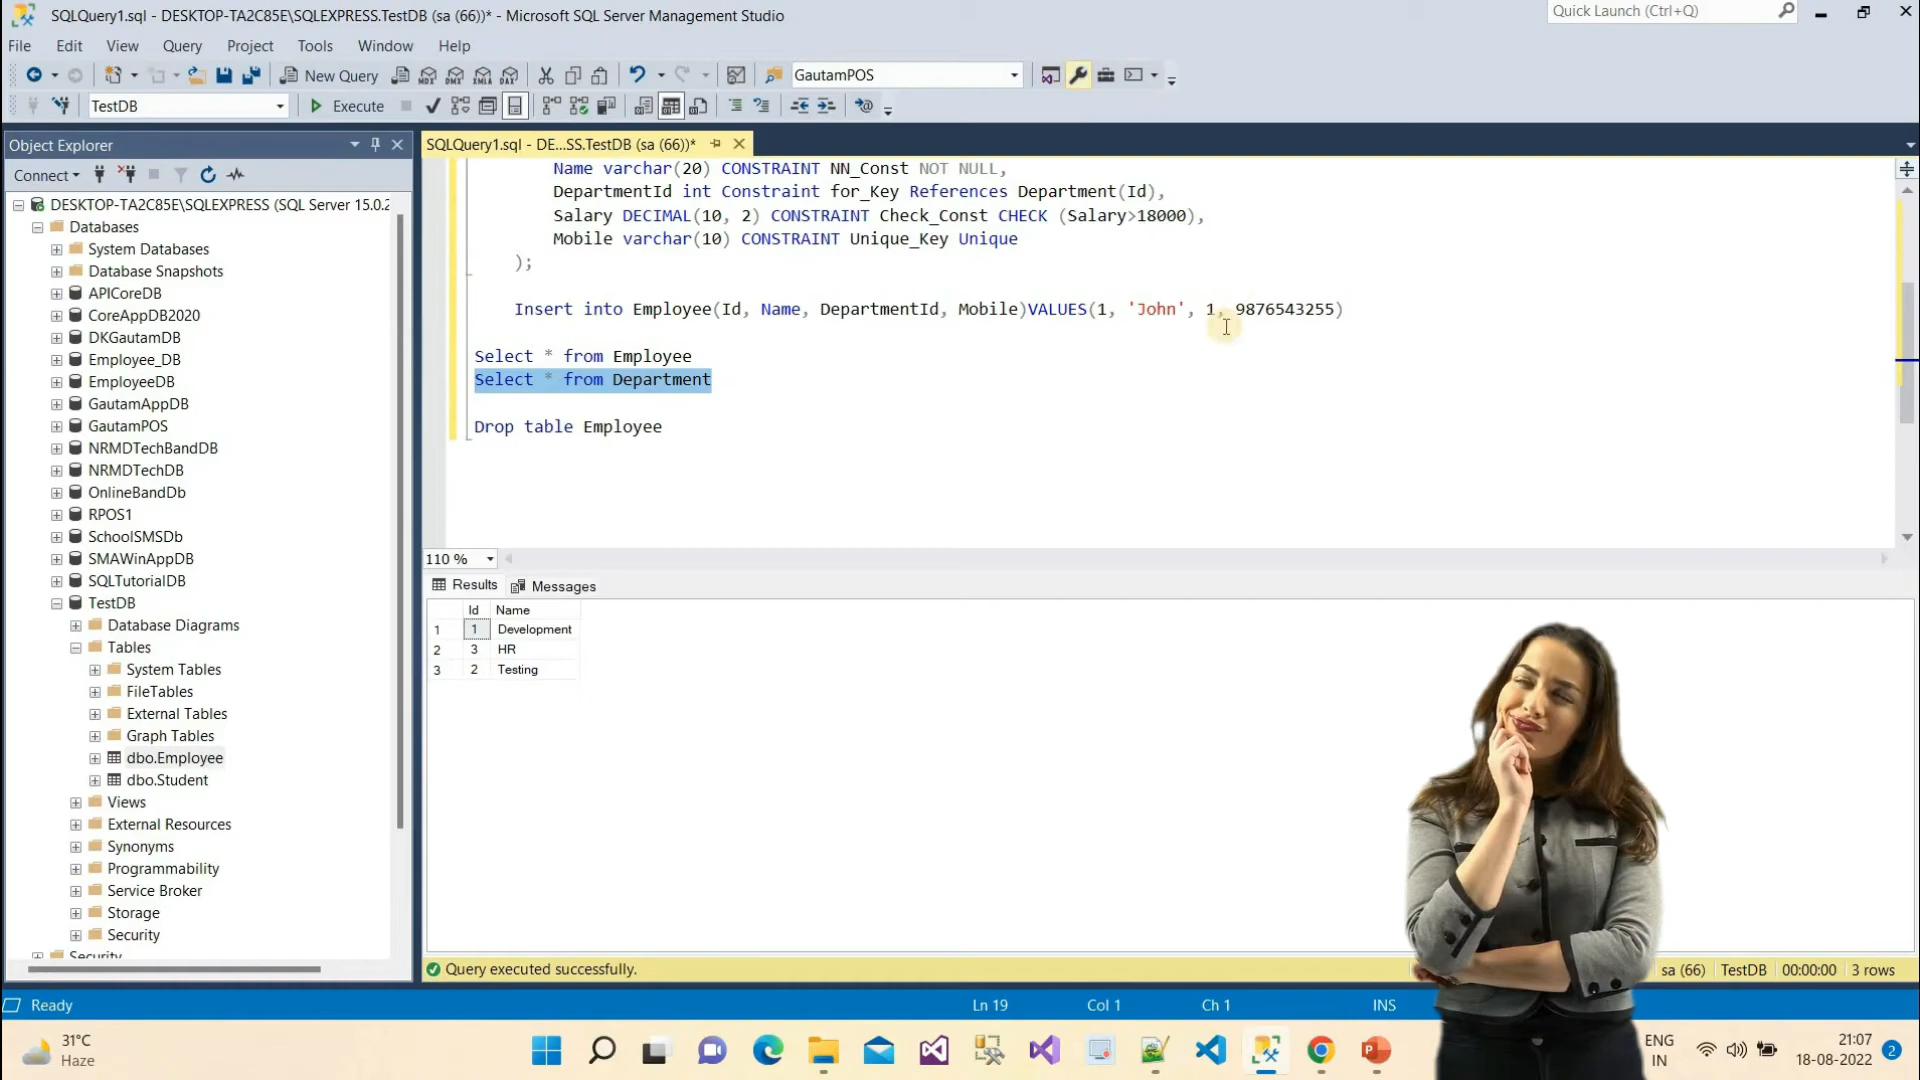 SQLQuery1.sql - DESKTOP-TA2C85E\SQLEXPRESS.TestDB (sa (66))* - Microsoft SQL Server Management Studio
Quick Launch (Ctrl+Q)
File Edit View Query Project Tools Window Help
New Query
GautamPOS
TestDB
Execute
Object Explorer
SQLQuery1.sql - DE...SS.TestDB (sa (66))*
Connect
DESKTOP-TA2C85E\SQLEXPRESS (SQL Server 15.0.2
Databases
System Databases
Database Snapshots
APICoreDB
CoreAppDB2020
DKGautamDB
Employee_DB
EmployeeDB
GautamAppDB
GautamPOS
NRMDTechBandDB
NRMDTechDB
OnlineBandDb
RPOS1
SchoolSMSDb
SMAWinAppDB
SQLTutorialDB
TestDB
Database Diagrams
Tables
System Tables
FileTables
External Tables
Graph Tables
dbo.Employee
dbo.Student
Views
External Resources
Synonyms
Programmability
Service Broker
Storage
Security
Security
Name varchar(20) CONSTRAINT NN_Const NOT NULL,
DepartmentId int Constraint for_Key References Department(Id),
Salary DECIMAL(10, 2) CONSTRAINT Check_Const CHECK (Salary>18000),
Mobile varchar(10) CONSTRAINT Unique_Key Unique
);
Insert into Employee(Id, Name, DepartmentId, Mobile)VALUES(1, 'John', 1, 9876543255)
Select * from Employee
Select * from Department
Drop table Employee
110 %
Results Messages
Id Name
1 1 Development
2 3 HR
3 2 Testing
Query executed successfully.
sa (66) TestDB 00:00:00 3 rows
Ready
Ln 19 Col 1 Ch 1 INS
31°C
Haze
ENG
IN
21:07
18-08-2022
2